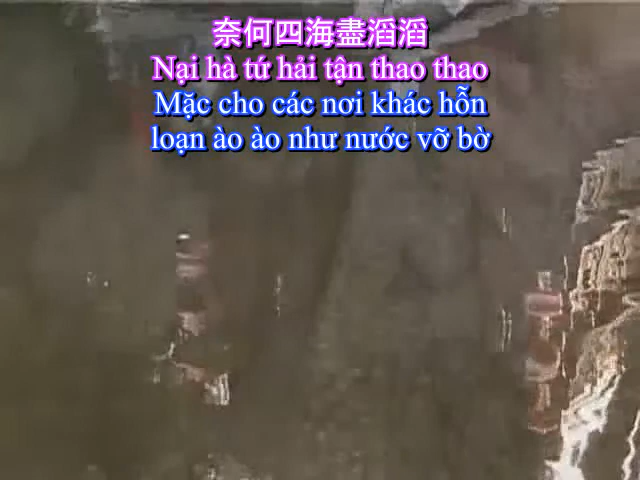 奈何四海盡滔滔
Nại hà tứ hải tận thao thao
Mặc cho các nơi khác hỗn
loạn ào ào như nước vỡ bờ